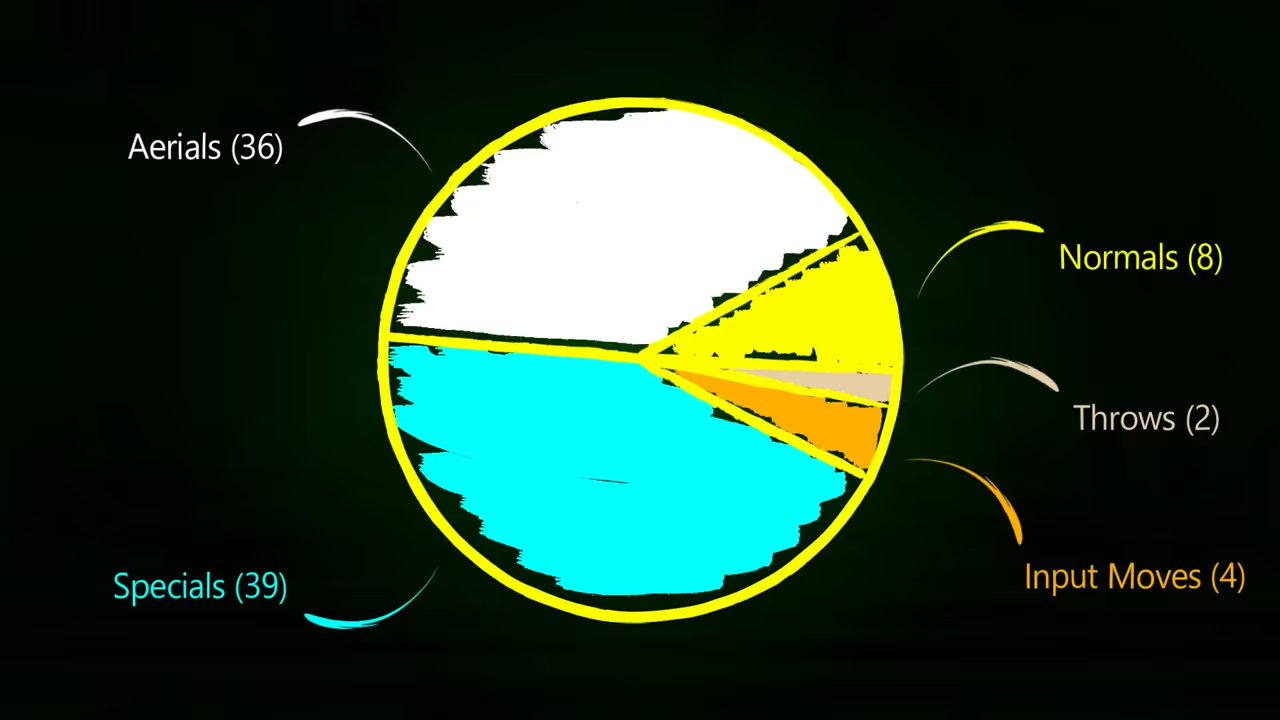 Aerials (36)
Normals (8)
Throws (2)
Input Moves (4)
Specials (39)